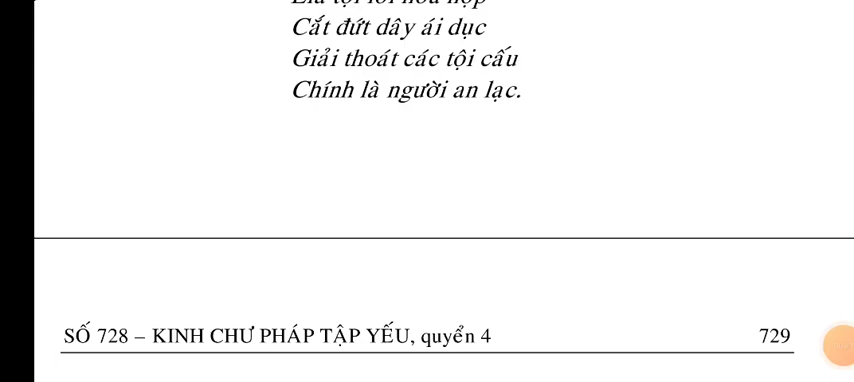 Cắt đứt dây ái dục
Giải thoát các tội cấu
Chính là người an lạc.
SỐ 728 – KINH CHƯ PHÁP TẬP YẾU, quyển 4 729